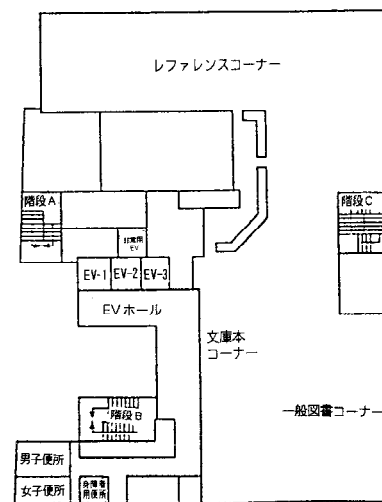 レファレンスコーナー
階段A
階段C
非常用
EV
EV-1
EV-2
EV-3
EVホール
文庫本
コーナー
階段B
一般図書コーナー
男子便所
女子便所
身障者
用便所